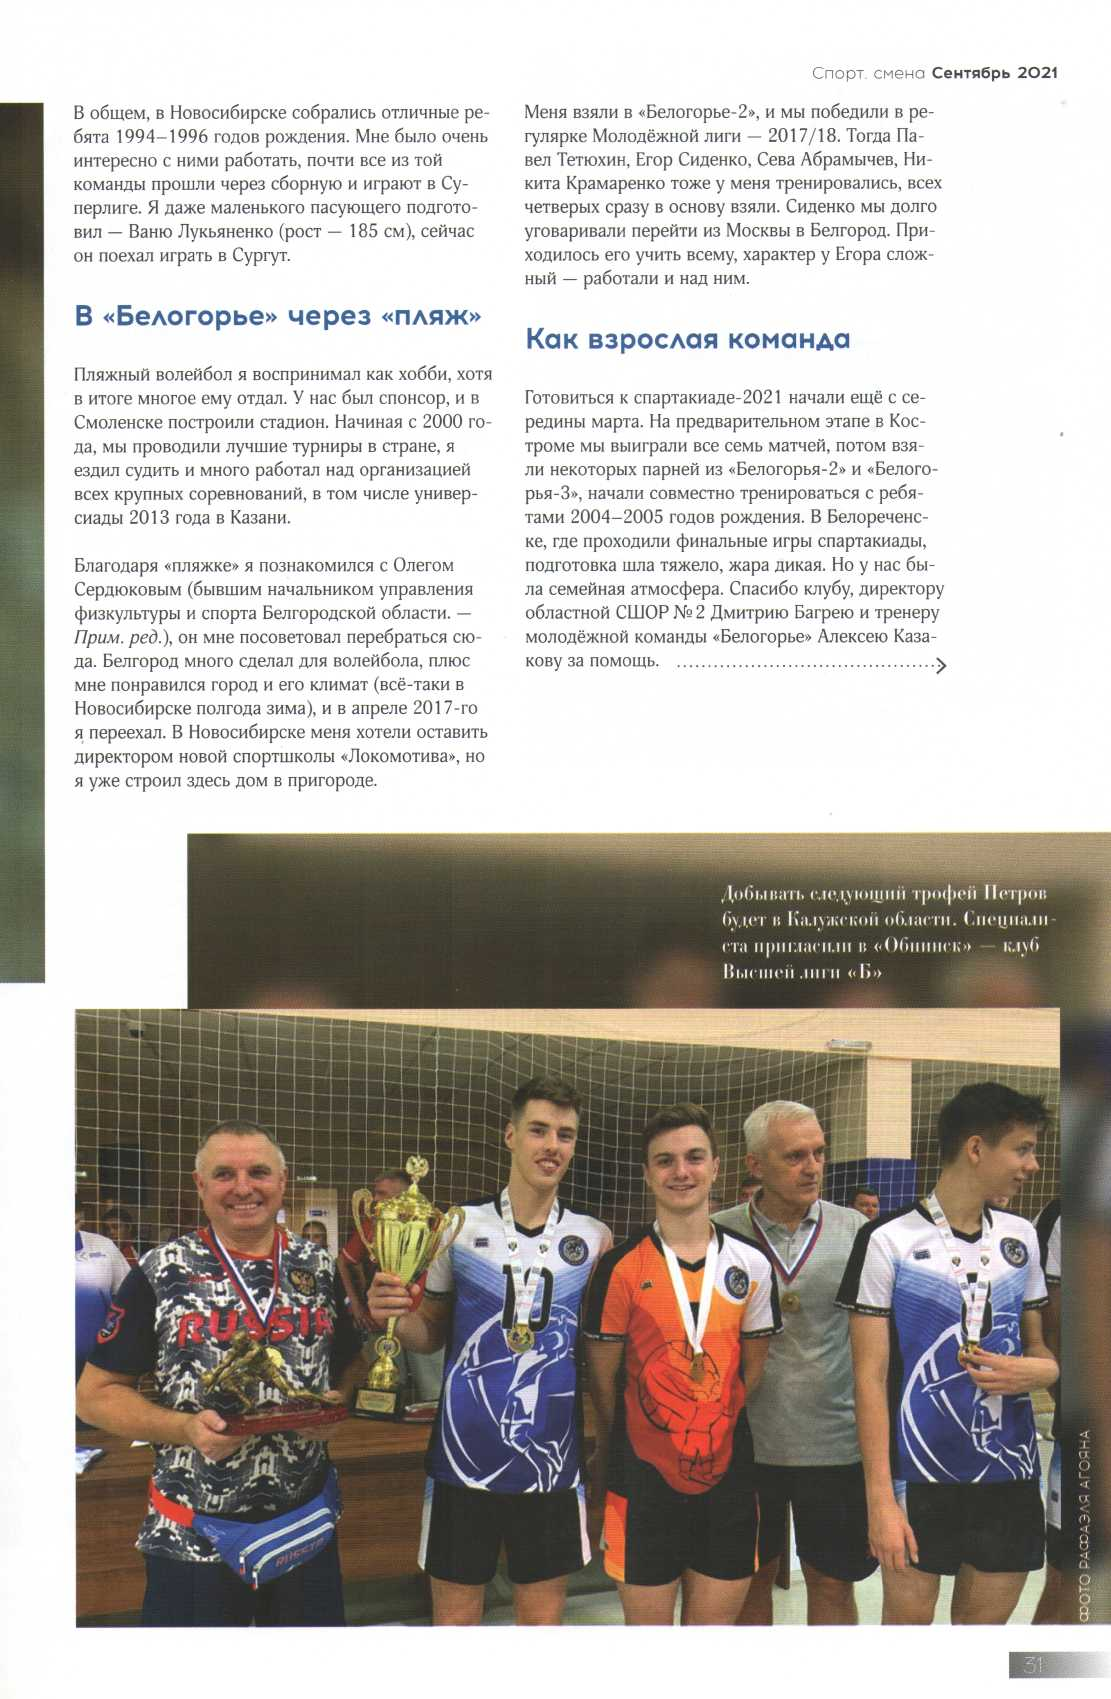 Спорт. смена Сентябрь 2021
В общем, в Новосибирске собрались отличные ре-
бята 1994–1996 годов рождения. Мне было очень
интересно с ними работать, почти все из той
команды прошли через сборную и играют в Су-
перлиге. Я даже маленького пасующего подгото-
вил — Ваню Лукьяненко (рост — 185 см), сейчас
он поехал играть в Сургут.
В «Белогорье» через «пляж»
Пляжный волейбол я воспринимал как хобби, хотя
в итоге многое ему отдал. У нас был спонсор, и в
Смоленске построили стадион. Начиная с 2000 го-
да, мы проводили лучшие турниры в стране, я
ездил судить и много работал над организацией
всех крупных соревнований, в том числе универ-
сиады 2013 года в Казани.
Благодаря «пляжке» я познакомился с Олегом
Сердюковым (бывшим начальником управления
физкультуры и спорта Белгородской области. —
Прим. ред.), он мне посоветовал перебраться сю-
да. Белгород много сделал для волейбола, плюс
мне понравился город и его климат (всё-таки в
Новосибирске полгода зима), и в апреле 2017-го
я переехал. В Новосибирске меня хотели оставить
директором новой спортшколы «Локомотива», но
я уже строил здесь дом в пригороде.
Меня взяли в «Белогорье-2», и мы победили в ре-
гулярке Молодёжной лиги — 2017/18. Тогда Па-
вел Тетюхин, Егор Сиденко, Сева Абрамычев, Ни-
кита Крамаренко тоже у меня тренировались, всех
четверых сразу в основу взяли. Сиденко мы долго
уговаривали перейти из Москвы в Белгород. При-
ходилось его учить всему, характер у Егора слож-
ный — работали и над ним.
Как взрослая команда
Готовиться к спартакиаде-2021 начали ещё с се-
редины марта. На предварительном этапе в Кос-
троме мы выиграли все семь матчей, потом взя-
ли некоторых парней из «Белогорья-2» и «Белого-
рья-3», начали совместно тренироваться с ребя-
тами 2004–2005 годов рождения. В Белореченс-
ке, где проходили финальные игры спартакиады,
подготовка шла тяжело, жара дикая. Но у нас бы-
ла семейная атмосфера. Спасибо клубу, директору
областной СШОР №2 Дмитрию Багрею и тренеру
молодёжной команды «Белогорье» Алексею Каза-
кову за помощь.
Добывать следующий трофей Петров
будет в Калужской области. Специали-
ста пригласили в «Обнинск» — клуб
Высшей лиги «Б»
RUSSIA
10
RUSSIA
ФОТО РАФАЭЛЯ АГОЯНА
31